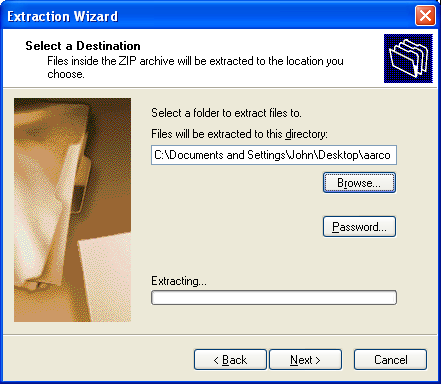 Extraction Wizard
Select a Destination
Files inside the ZIP archive will be extracted to the location you
choose.
Select a folder to extract files to.
Files will be extracted to this directory:
C:\Documents and Settings\John\Desktop\aarco
Browse...
Password...
Extracting...
< Back
Next >
Cancel